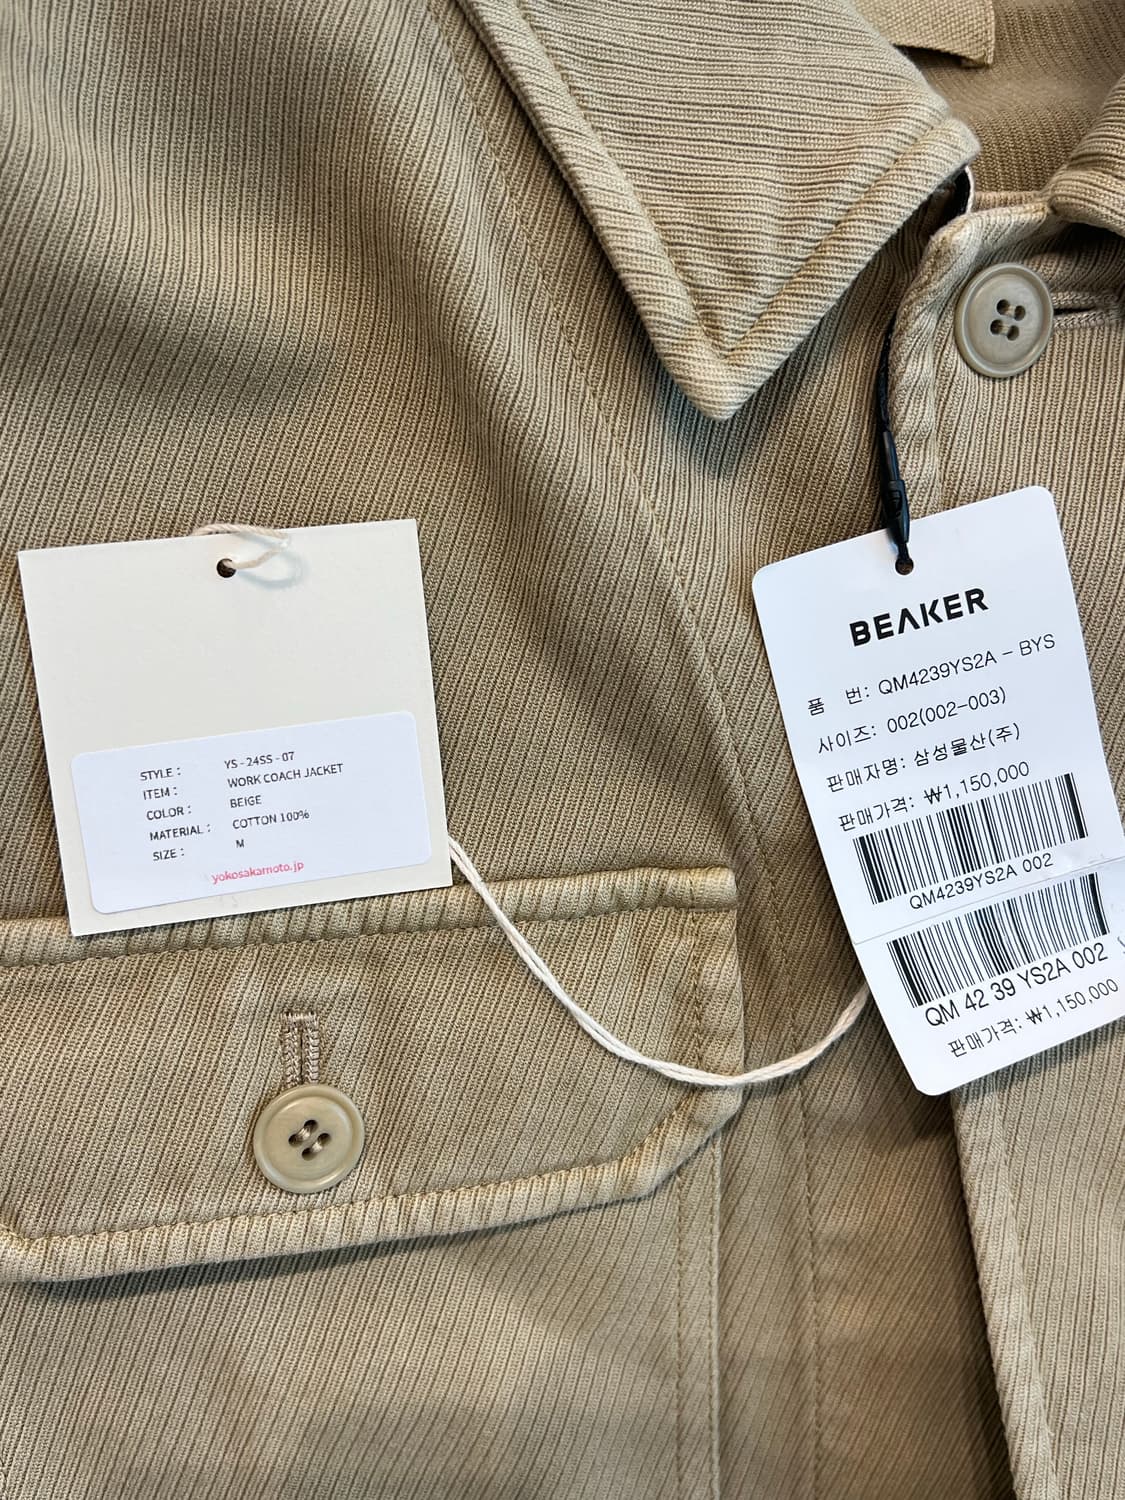 STYLE : YS - 24SS - 07
ITEM : WORK COACH JACKET
COLOR : BEIGE
MATERIAL : COTTON 100%
SIZE : M
yokosakamoto.jp
BEAKER
품 번: QM4239YS2A - BYS
사이즈: 002(002-003)
판매자명: 삼성물산(주)
판매가격: ₩1,150,000
QM4239YS2A 002
QM 42 39 YS2A 002
판매가격: ₩1,150,000